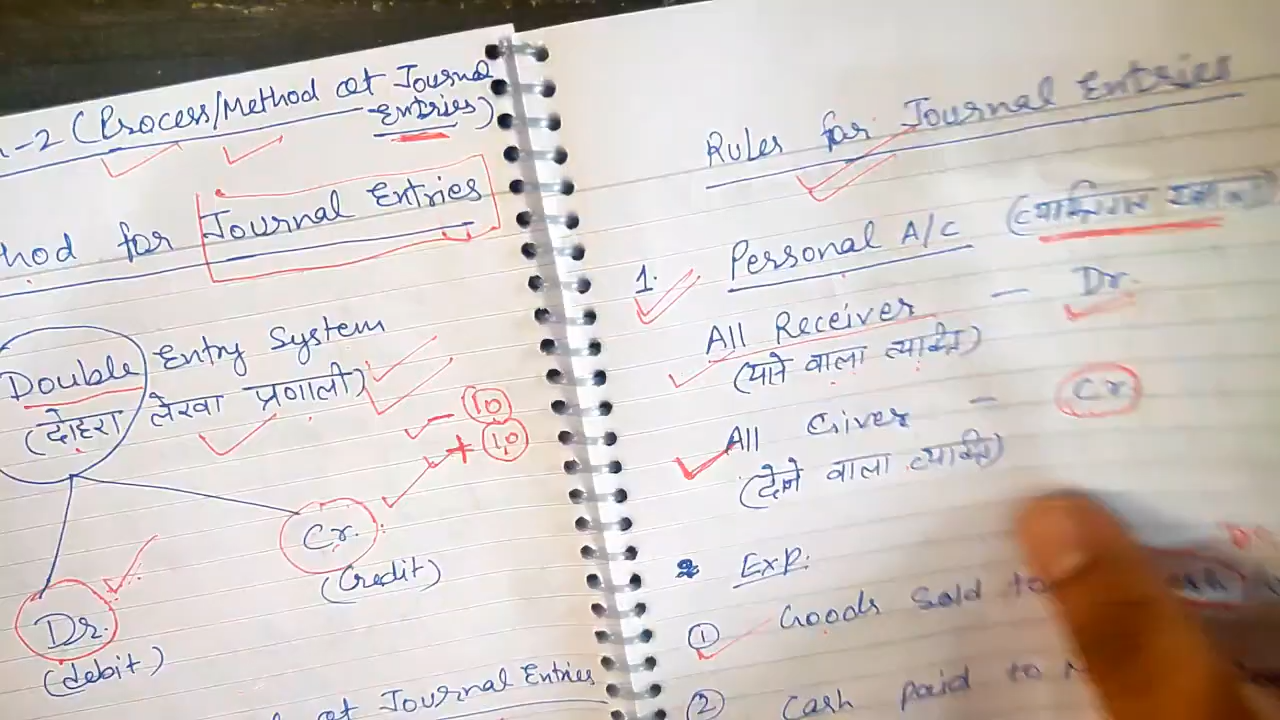 -2 (Process/Method of Journal
Entries)
hod for Journal Entries
Double Entry System
(दोहरा लेखा प्रणाली)
- 10
+ 10
Cr.
(Credit)
Dr.
(debit)
of Journal Entries
Rules for Journal Entries
1. Personal A/C
All Receiver - Dr.
(पाने वाला व्यक्ति)
All Giver - Cr.
(देने वाला व्यक्ति)
Exp.
① Goods Sold to
② Cash paid to